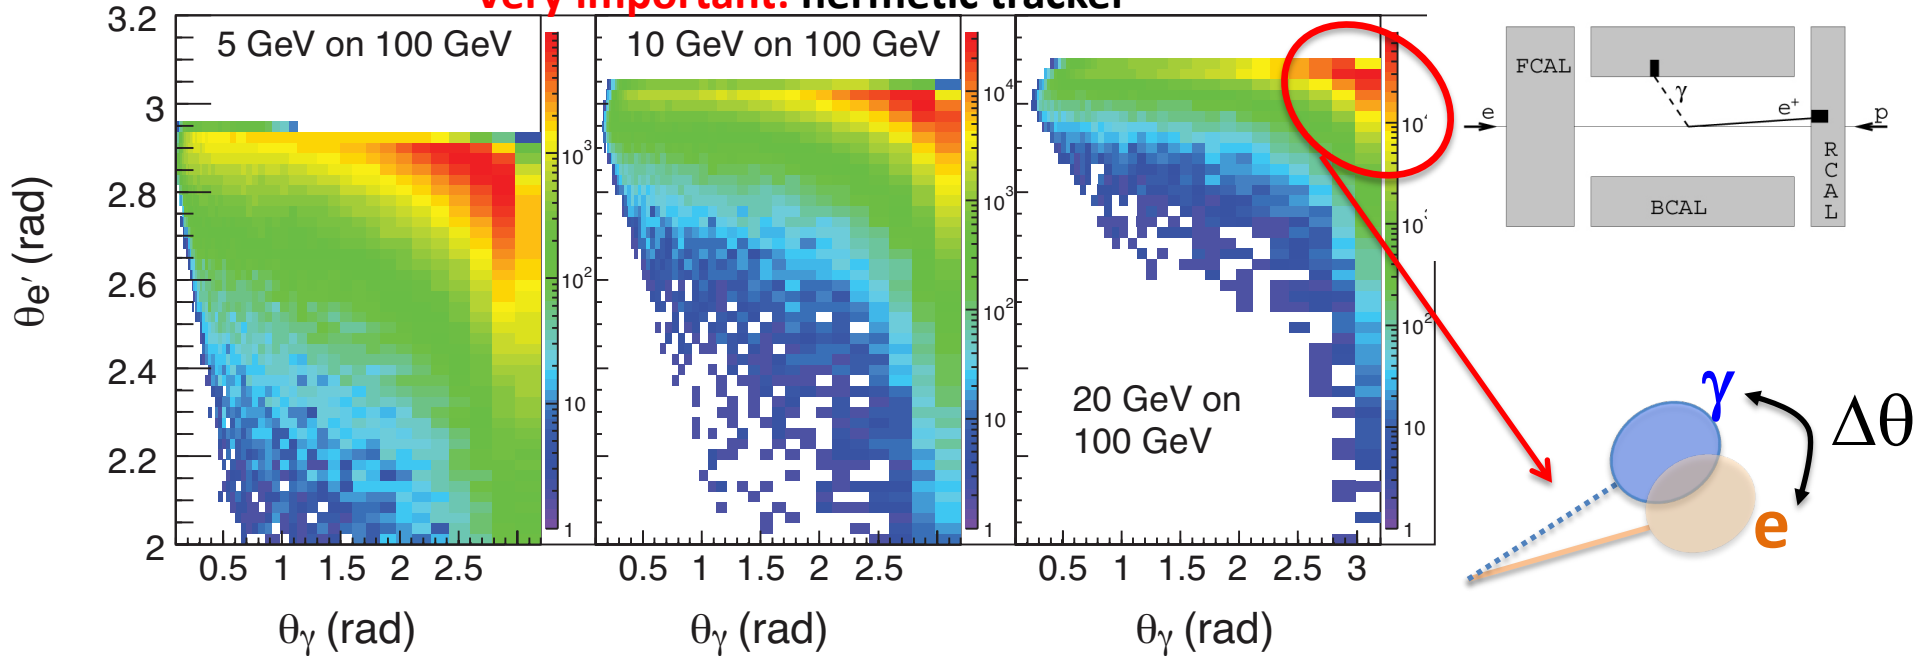 very important: hermetic tracker
3.2
3
2.8
2.6
2.4
2.2
2
θe′ (rad)
5 GeV on 100 GeV
10³
10²
10
1
0.5 1 1.5 2 2.5
θγ (rad)
10 GeV on 100 GeV
10⁴
10³
10²
10
1
0.5 1 1.5 2 2.5
θγ (rad)
20 GeV on
100 GeV
10⁴
10³
10²
10
1
0.5 1 1.5 2 2.5 3
θγ (rad)
FCAL
γ
e⁺
e
p
RCAL
BCAL
γ
Δθ
e